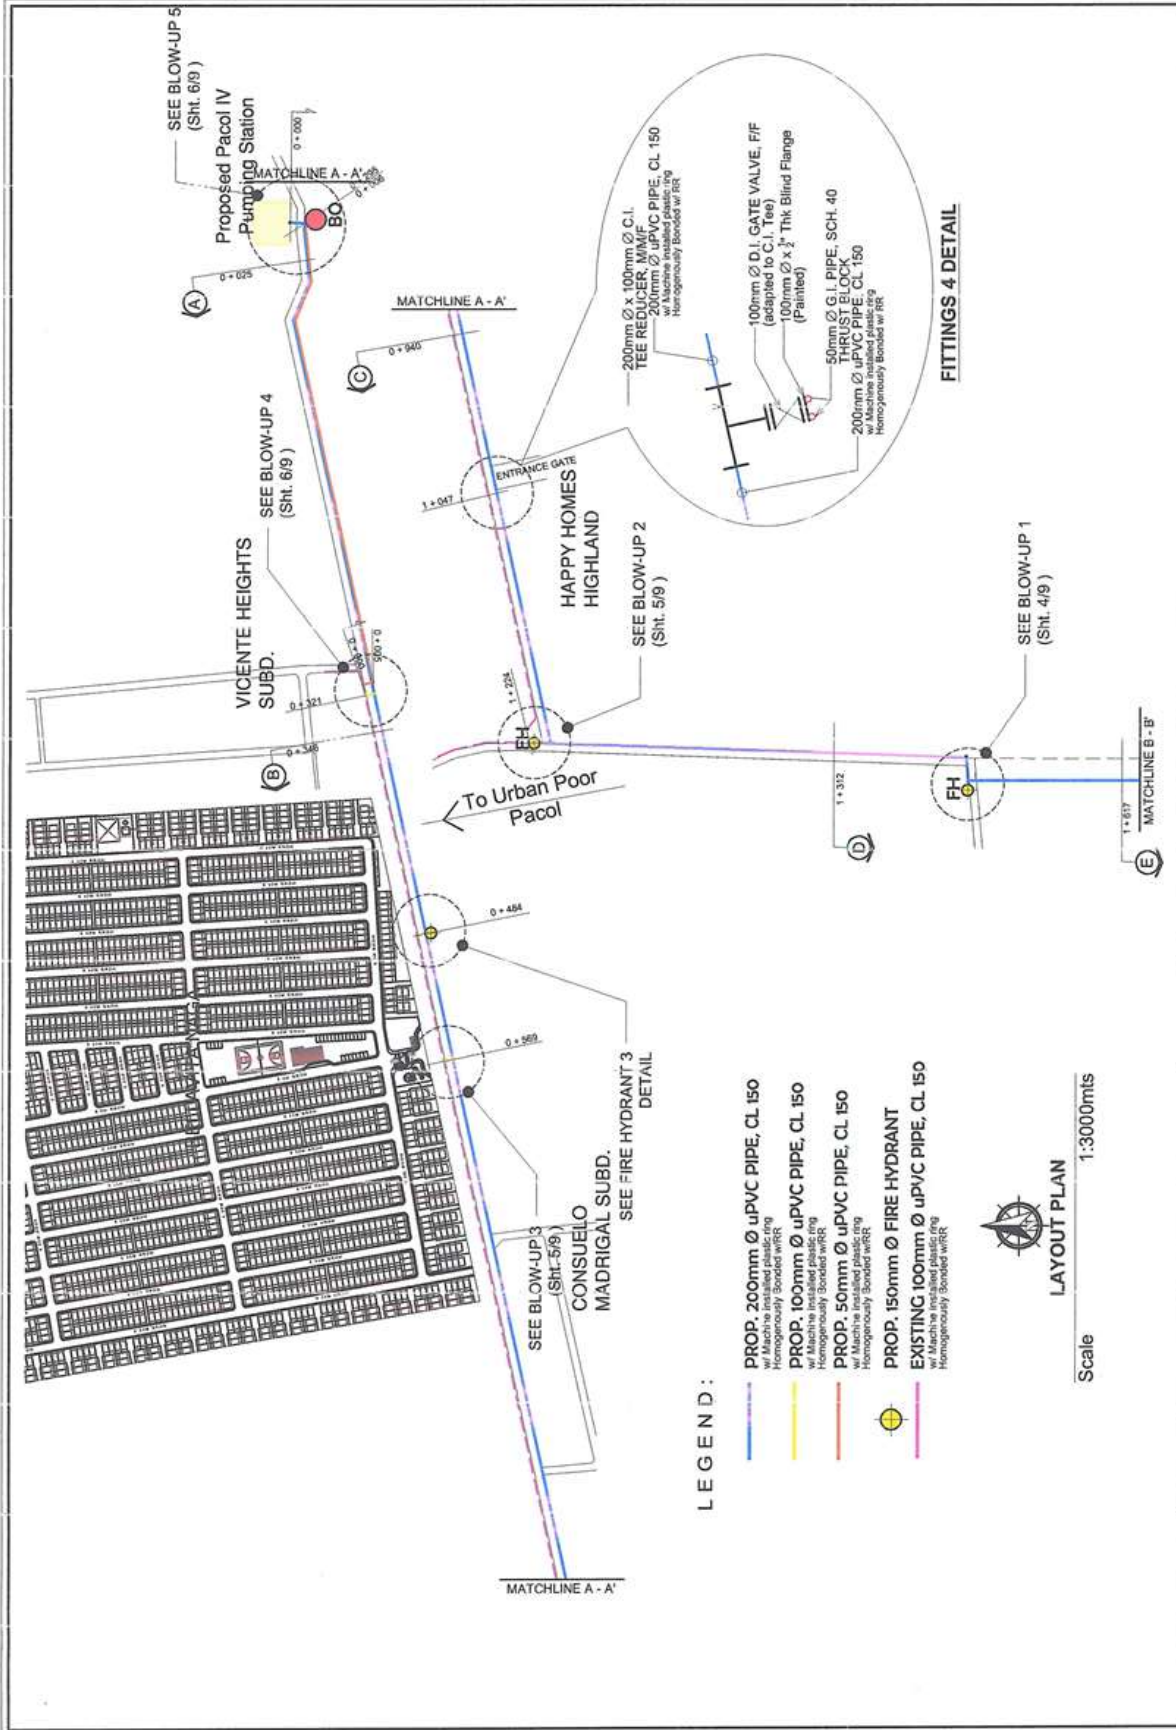 SEE BLOW-UP 5
(Sht. 6/9 )
Proposed Pacol IV
Pumping Station
MATCHLINE A - A'
0 + 000
BO
0 + 025
A
SEE BLOW-UP 4
(Sht. 6/9 )
VICENTE HEIGHTS
SUBD.
0 + 000
0 + 005
0 + 321
0 + 346
B
To Urban Poor
Pacol
0 + 484
0 + 569
SEE FIRE HYDRANT 3
DETAIL
SEE BLOW-UP 3
(Sht. 5/9 )
CONSUELO
MADRIGAL SUBD.
MATCHLINE A - A'
MATCHLINE A - A'
0 + 940
C
1 + 047
ENTRANCE GATE
HAPPY HOMES
HIGHLAND
1 + 224
FH
SEE BLOW-UP 2
(Sht. 5/9 )
1 + 312
D
FH
SEE BLOW-UP 1
(Sht. 4/9 )
1 + 617
E
MATCHLINE B - B'
200mm Ø x 100mm Ø C.I.
TEE REDUCER, M/M/F
200mm Ø uPVC PIPE, CL 150
w/ Machine installed plastic ring
Homogenously Bonded w/ RR
100mm Ø D.I. GATE VALVE, F/F
(adapted to C.I. Tee)
100mm Ø x ½" Thk Blind Flange
(Painted)
50mm Ø G.I. PIPE, SCH. 40
THRUST BLOCK
200mm Ø uPVC PIPE, CL 150
w/ Machine installed plastic ring
Homogenously Bonded w/ RR
FITTINGS 4 DETAIL
LEGEND :
PROP. 200mm Ø uPVC PIPE, CL 150
w/ Machine installed plastic ring
Homogenously Bonded w/RR
PROP. 100mm Ø uPVC PIPE, CL 150
w/ Machine installed plastic ring
Homogenously Bonded w/RR
PROP. 50mm Ø uPVC PIPE, CL 150
w/ Machine installed plastic ring
Homogenously Bonded w/RR
PROP. 150mm Ø FIRE HYDRANT
EXISTING 100mm Ø uPVC PIPE, CL 150
w/ Machine installed plastic ring
Homogenously Bonded w/RR
LAYOUT PLAN
Scale 1:3000mts